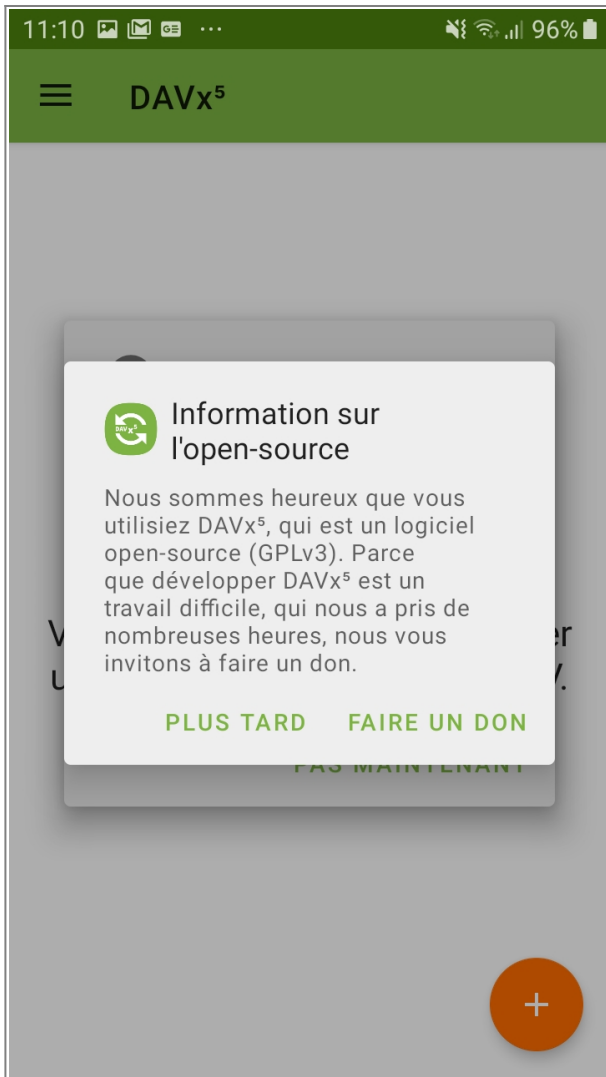 11:10 96%
DAVx⁵
Information sur
l'open-source
Nous sommes heureux que vous
utilisiez DAVx⁵, qui est un logiciel
open-source (GPLv3). Parce
que développer DAVx⁵ est un
travail difficile, qui nous a pris de
nombreuses heures, nous vous
invitons à faire un don.
PLUS TARD FAIRE UN DON
PAS MAINTENANT